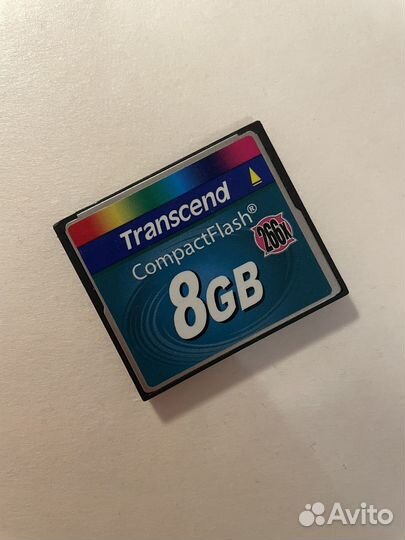 Transcend
CompactFlash®
266x
8GB
Avito